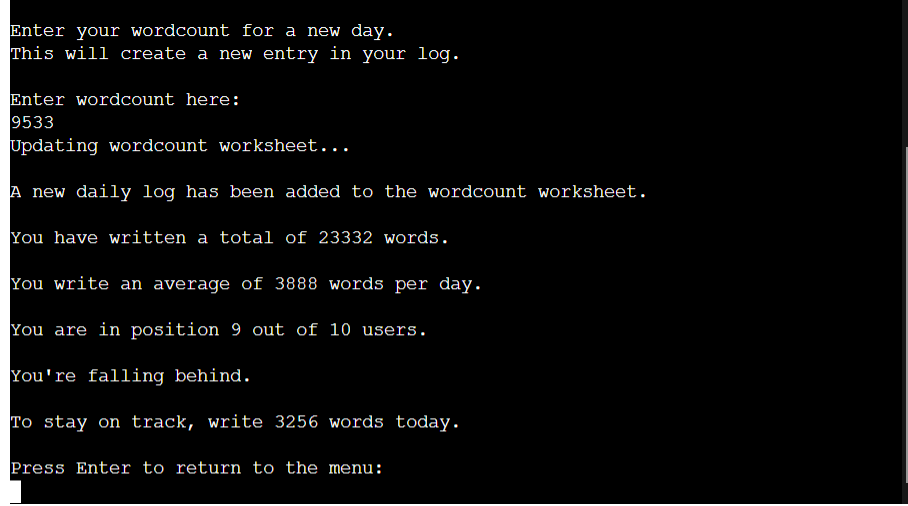 Enter your wordcount for a new day.
This will create a new entry in your log.
Enter wordcount here:
9533
Updating wordcount worksheet...
A new daily log has been added to the wordcount worksheet.
You have written a total of 23332 words.
You write an average of 3888 words per day.
You are in position 9 out of 10 users.
You're falling behind.
To stay on track, write 3256 words today.
Press Enter to return to the menu: